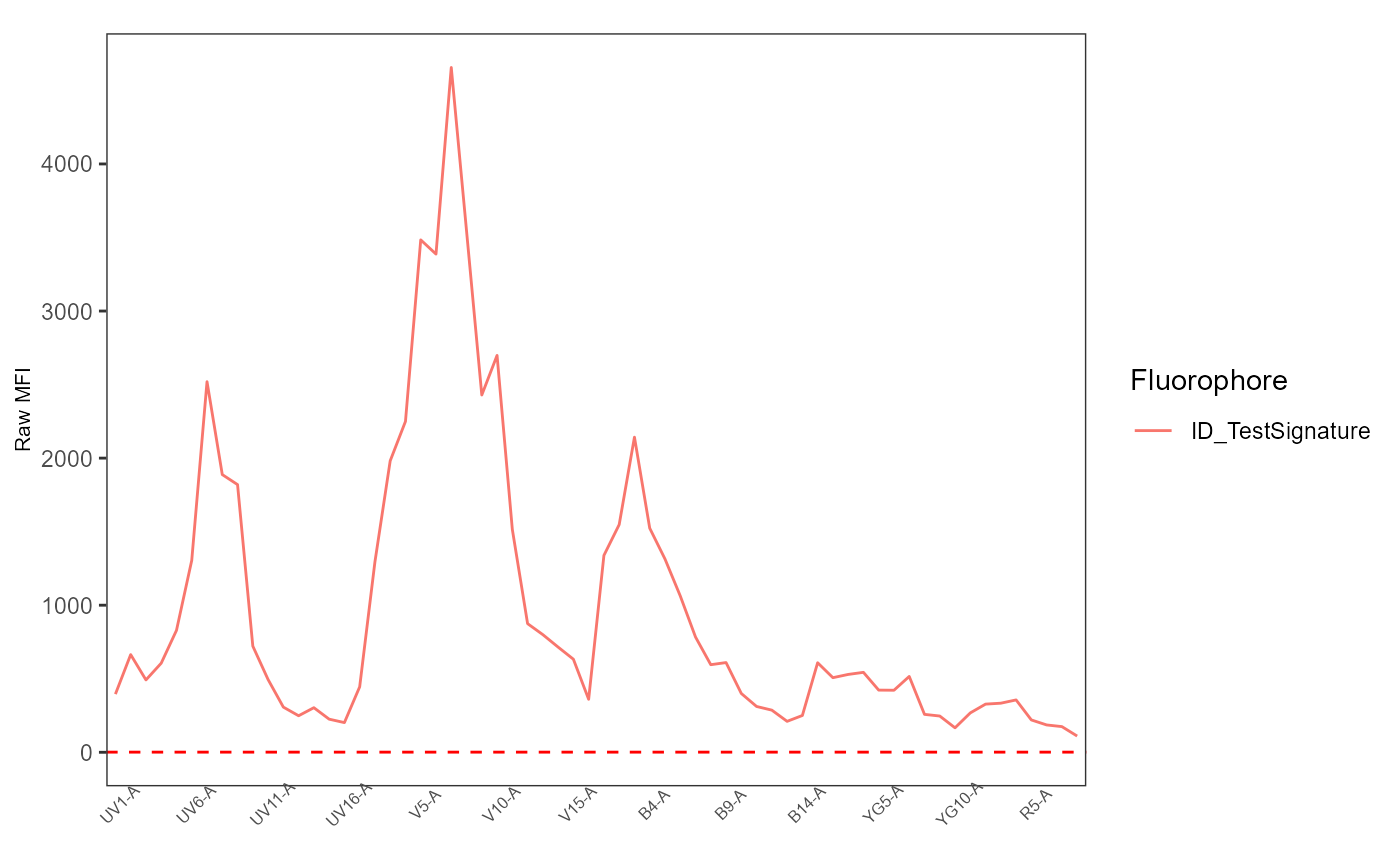 4000
3000
2000
1000
0
Raw MFI
UV1-A
UV6-A
UV11-A
UV16-A
V5-A
V10-A
V15-A
B4-A
B9-A
B14-A
YG5-A
YG10-A
R5-A
Fluorophore
ID_TestSignature